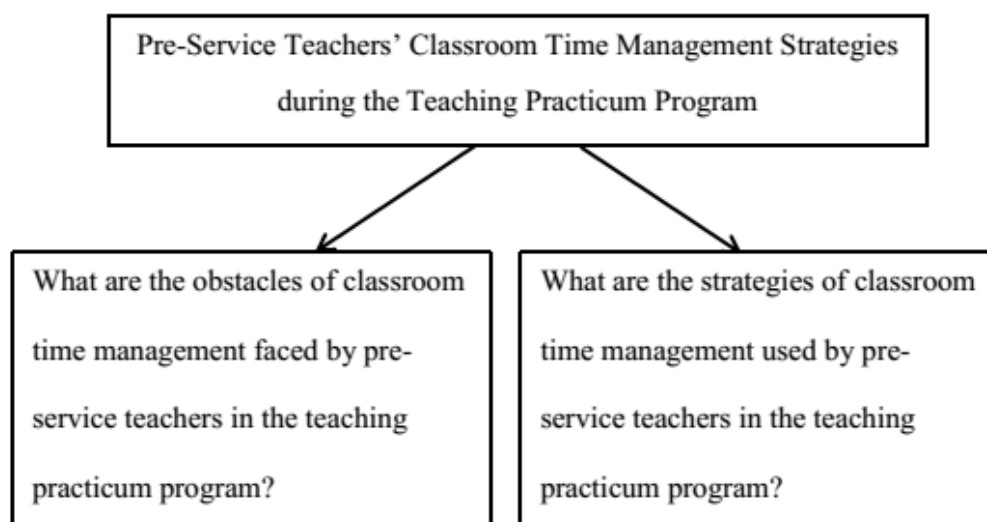 Pre-Service Teachers’ Classroom Time Management Strategies
during the Teaching Practicum Program
What are the obstacles of classroom
time management faced by pre-
service teachers in the teaching
practicum program?
What are the strategies of classroom
time management used by pre-
service teachers in the teaching
practicum program?